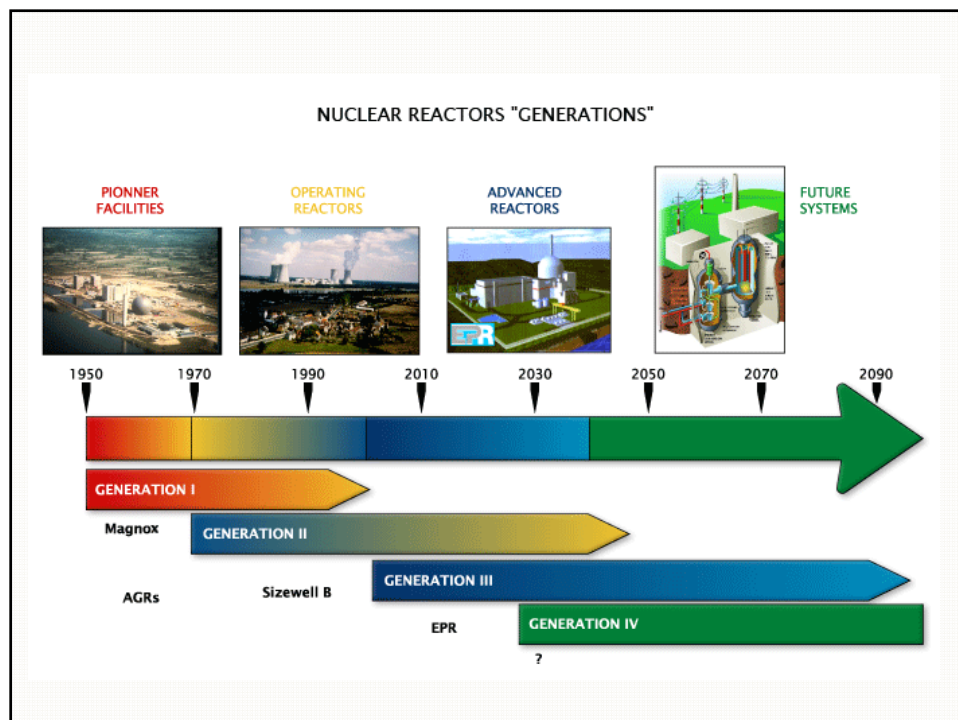 NUCLEAR REACTORS "GENERATIONS"
PIONNER
FACILITIES
OPERATING
REACTORS
ADVANCED
REACTORS
FUTURE
SYSTEMS
EPR
1950
1970
1990
2010
2030
2050
2070
2090
GENERATION I
Magnox
GENERATION II
AGRs
Sizewell B
GENERATION III
EPR
GENERATION IV
?